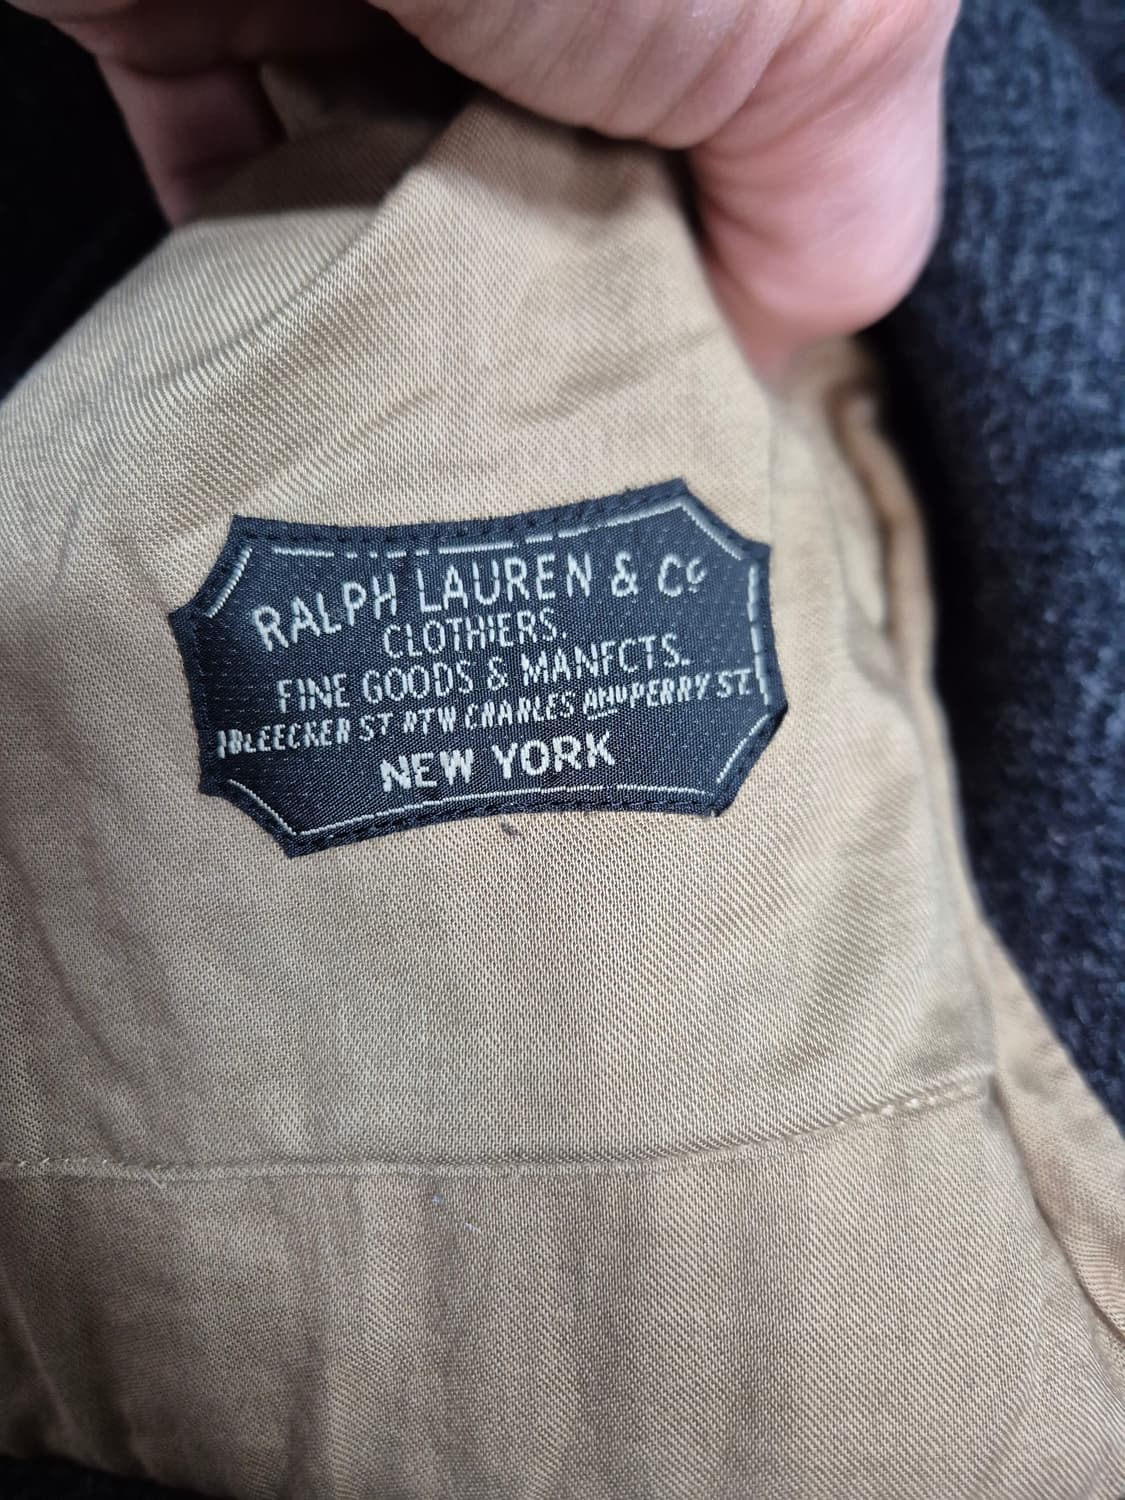 RALPH LAUREN & Co
CLOTHIERS.
FINE GOODS & MANFCTS.
BLEECKER ST BTW CHARLES AND PERRY ST.
NEW YORK